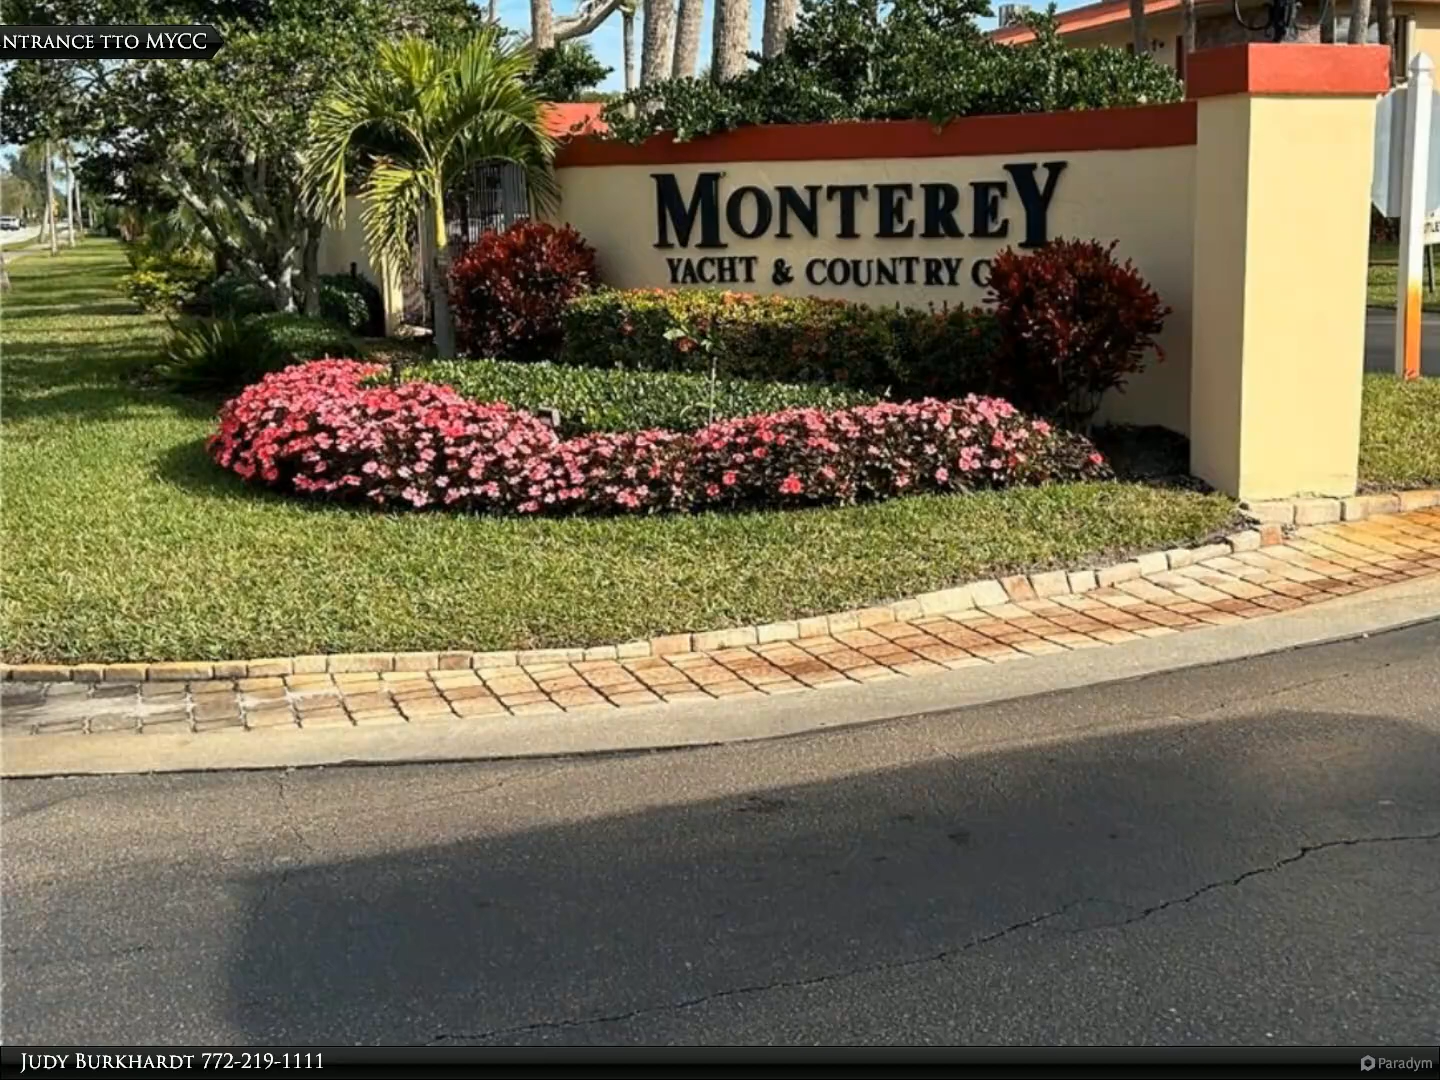 NTRANCE TTO MYCC
MONTEREY
YACHT & COUNTRY
JUDY BURKHARDT 772-219-1111
Paradym